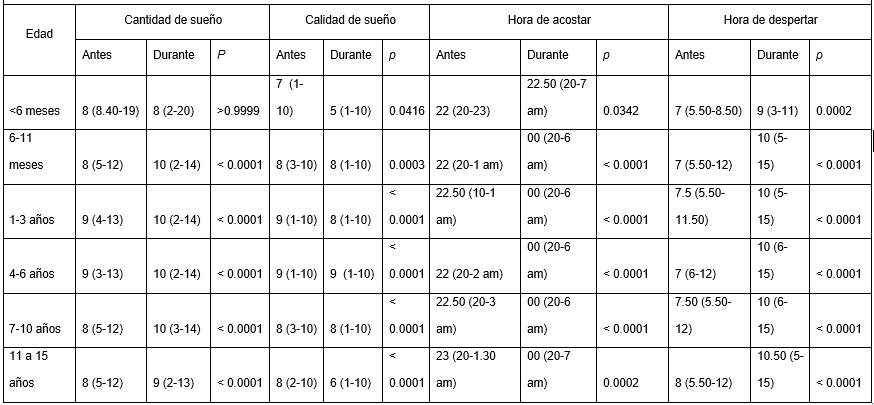 Edad Cantidad de sueño Calidad de sueño Hora de acostar Hora de despertar
Antes Durante P Antes Durante p Antes Durante p Antes Durante p
<6 meses 8 (8.40-19) 8 (2-20) >0.9999 7 (1-10) 5 (1-10) 0.0416 22 (20-23) 22.50 (20-7 am) 0.0342 7 (5.50-8.50) 9 (3-11) 0.0002
6-11 meses 8 (5-12) 10 (2-14) < 0.0001 8 (3-10) 8 (1-10) 0.0003 22 (20-1 am) 00 (20-6 am) < 0.0001 7 (5.50-12) 10 (5-15) < 0.0001
1-3 años 9 (4-13) 10 (2-14) < 0.0001 9 (1-10) 8 (1-10) < 0.0001 22.50 (10-1 am) 00 (20-6 am) < 0.0001 7.5 (5.50-11.50) 10 (5-15) < 0.0001
4-6 años 9 (3-13) 10 (2-14) < 0.0001 9 (1-10) 9 (1-10) < 0.0001 22 (20-2 am) 00 (20-6 am) < 0.0001 7 (6-12) 10 (6-15) < 0.0001
7-10 años 8 (5-12) 10 (3-14) < 0.0001 8 (3-10) 8 (1-10) < 0.0001 22.50 (20-3 am) 00 (20-6 am) < 0.0001 7.50 (5.50-12) 10 (6-15) < 0.0001
11 a 15 años 8 (5-12) 9 (2-13) < 0.0001 8 (2-10) 6 (1-10) < 0.0001 23 (20-1.30 am) 00 (20-7 am) 0.0002 8 (5.50-12) 10.50 (5-15) < 0.0001